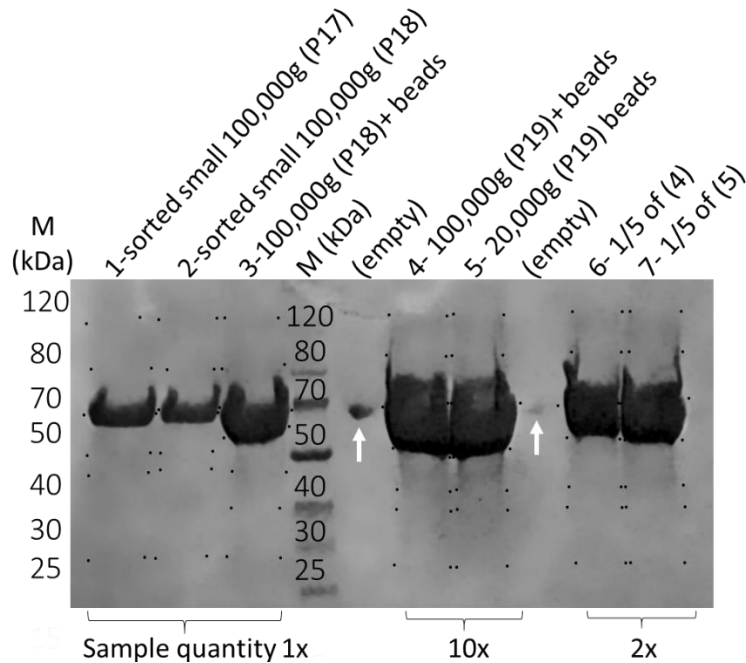 1-sorted small 100,000g (P17)
2-sorted small 100,000g (P18)
3-100,000g (P18)+ beads
M (kDa)
(empty)
4- 100,000g (P19)+ beads
5- 20,000g (P19) beads
(empty)
6- 1/5 of (4)
7- 1/5 of (5)
M
(kDa)
120
80
70
50
40
30
25
120
80
70
50
40
30
25
Sample quantity 1x
10x
2x